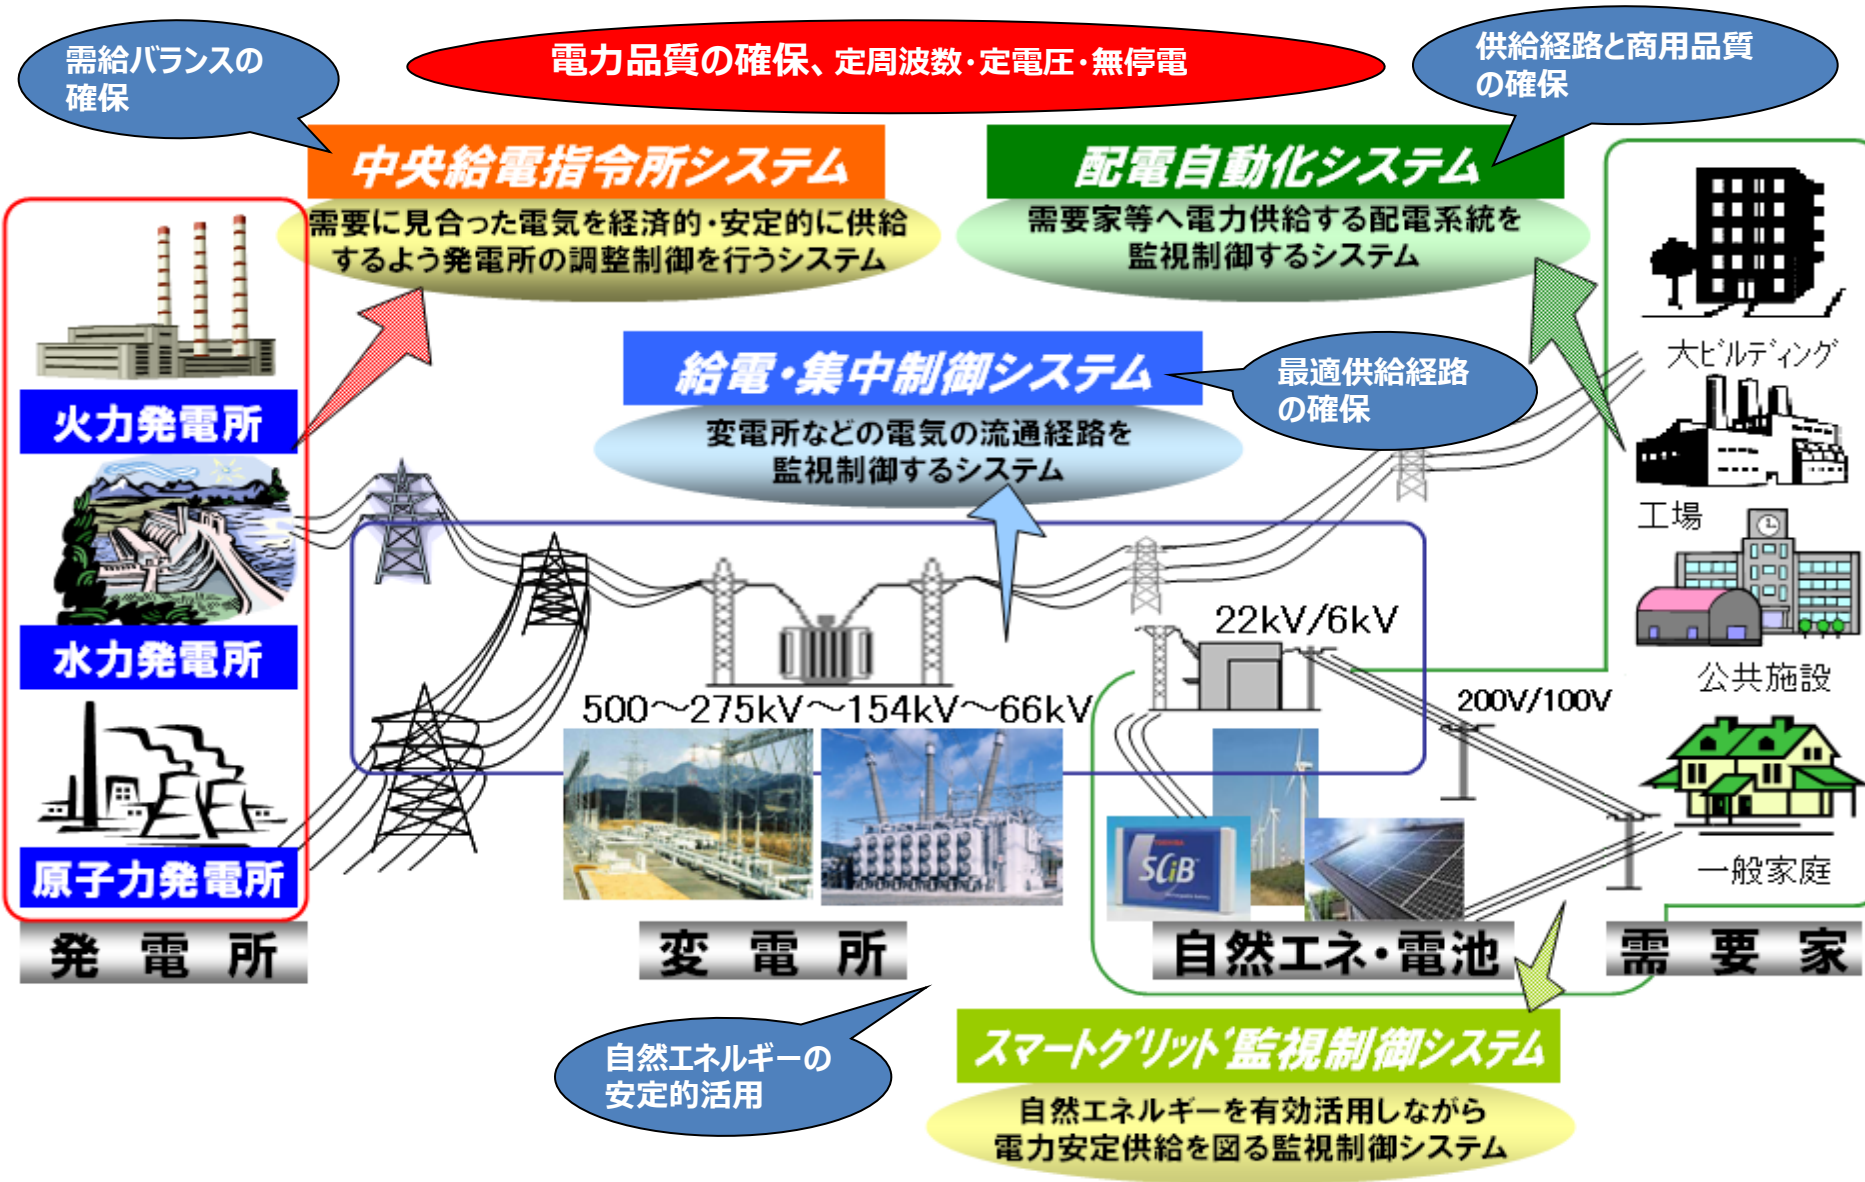 需給バランスの
確保
電力品質の確保、定周波数・定電圧・無停電
供給経路と商用品質
の確保
中央給電指令所システム
需要に見合った電気を経済的・安定的に供給
するよう発電所の調整制御を行うシステム
配電自動化システム
需要家等へ電力供給する配電系統を
監視制御するシステム
給電・集中制御システム
変電所などの電気の流通経路を
監視制御するシステム
最適供給経路
の確保
大ビルディング
火力発電所
工場
水力発電所
22kV/6kV
公共施設
500～275kV～154kV～66kV
200V/100V
TOSHIBA
SCiB
原子力発電所
一般家庭
発電所
変電所
自然エネ・電池
需要家
自然エネルギーの
安定的活用
スマートグリッド監視制御システム
自然エネルギーを有効活用しながら
電力安定供給を図る監視制御システム